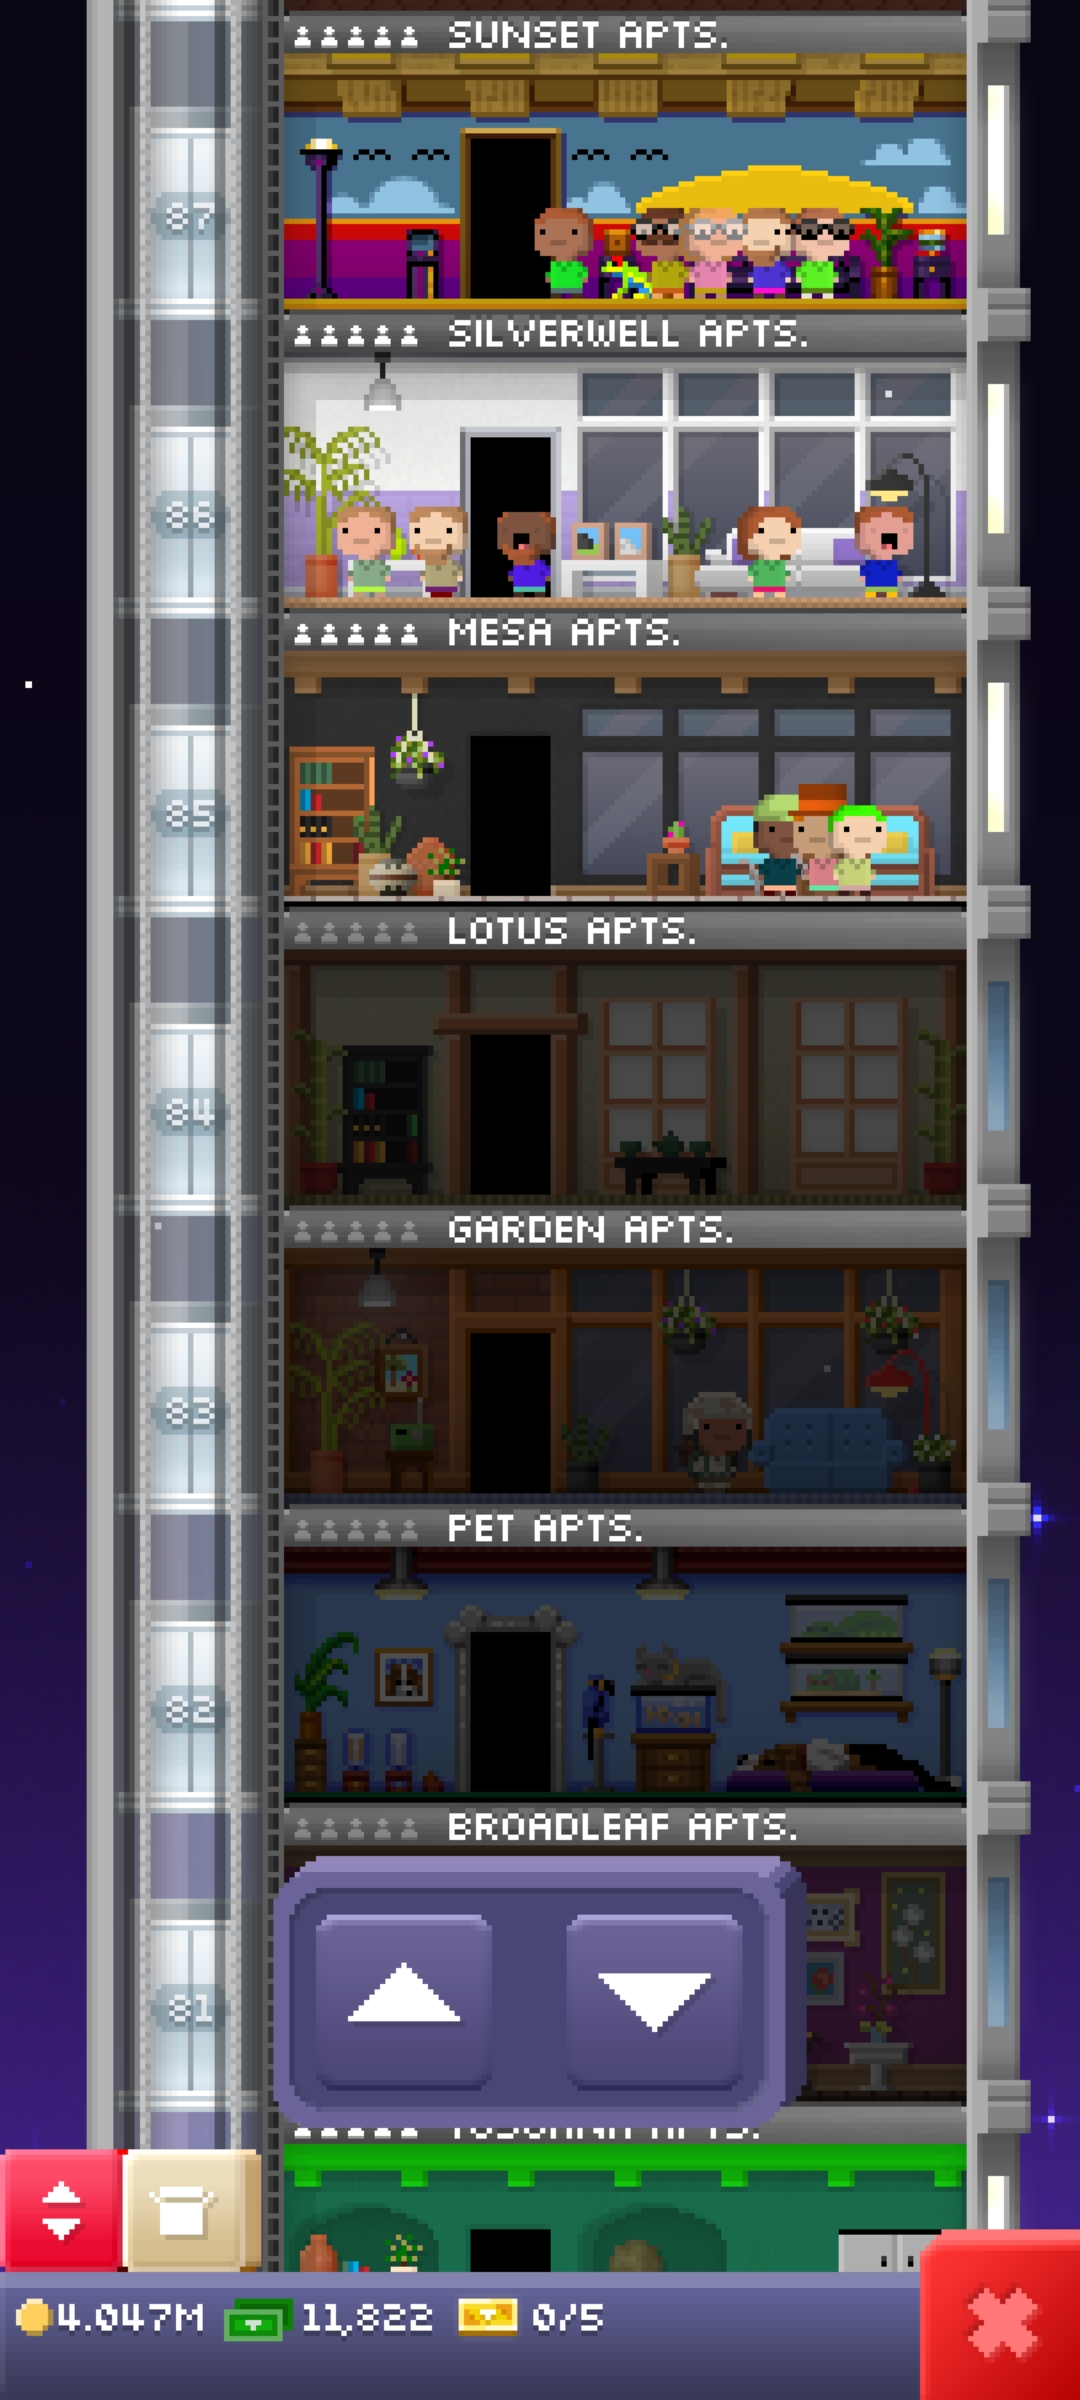 SUNSET APTS.
87
SILVERWELL APTS.
86
MESA APTS.
85
LOTUS APTS.
84
GARDEN APTS.
83
PET APTS.
82
BROADLEAF APTS.
81
4.047M 11,822 0/5